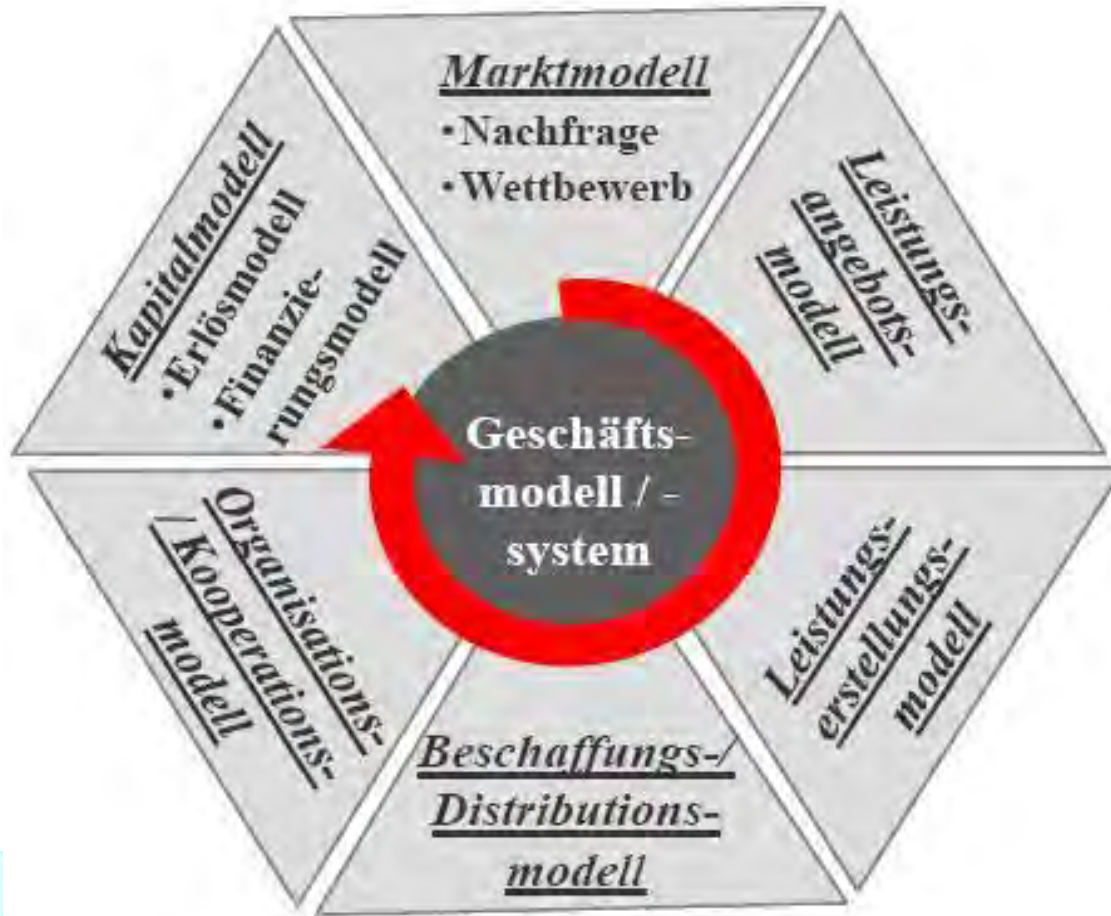 Marktmodell
•Nachfrage
•Wettbewerb
Leistungs-
angebots-
modell
Leistungs-
erstellungs-
modell
Beschaffungs-/
Distributions-
modell
Organisations-
/ Kooperations-
modell
Kapitalmodell
•Erlösmodell
•Finanzie-
rungsmodell
Geschäfts-
modell / -
system